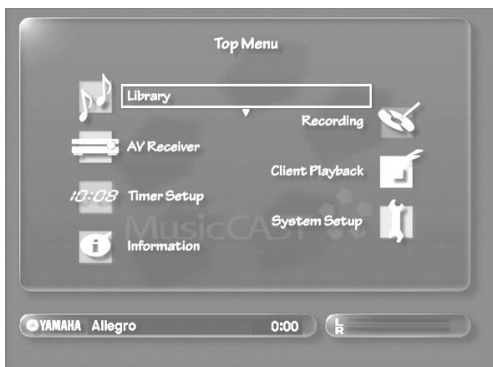 Top Menu
Library
Recording
AV Receiver
Client Playback
10:08 Timer Setup
System Setup
MusicCAST
i Information
YAMAHA Allegro 0:00 L
R